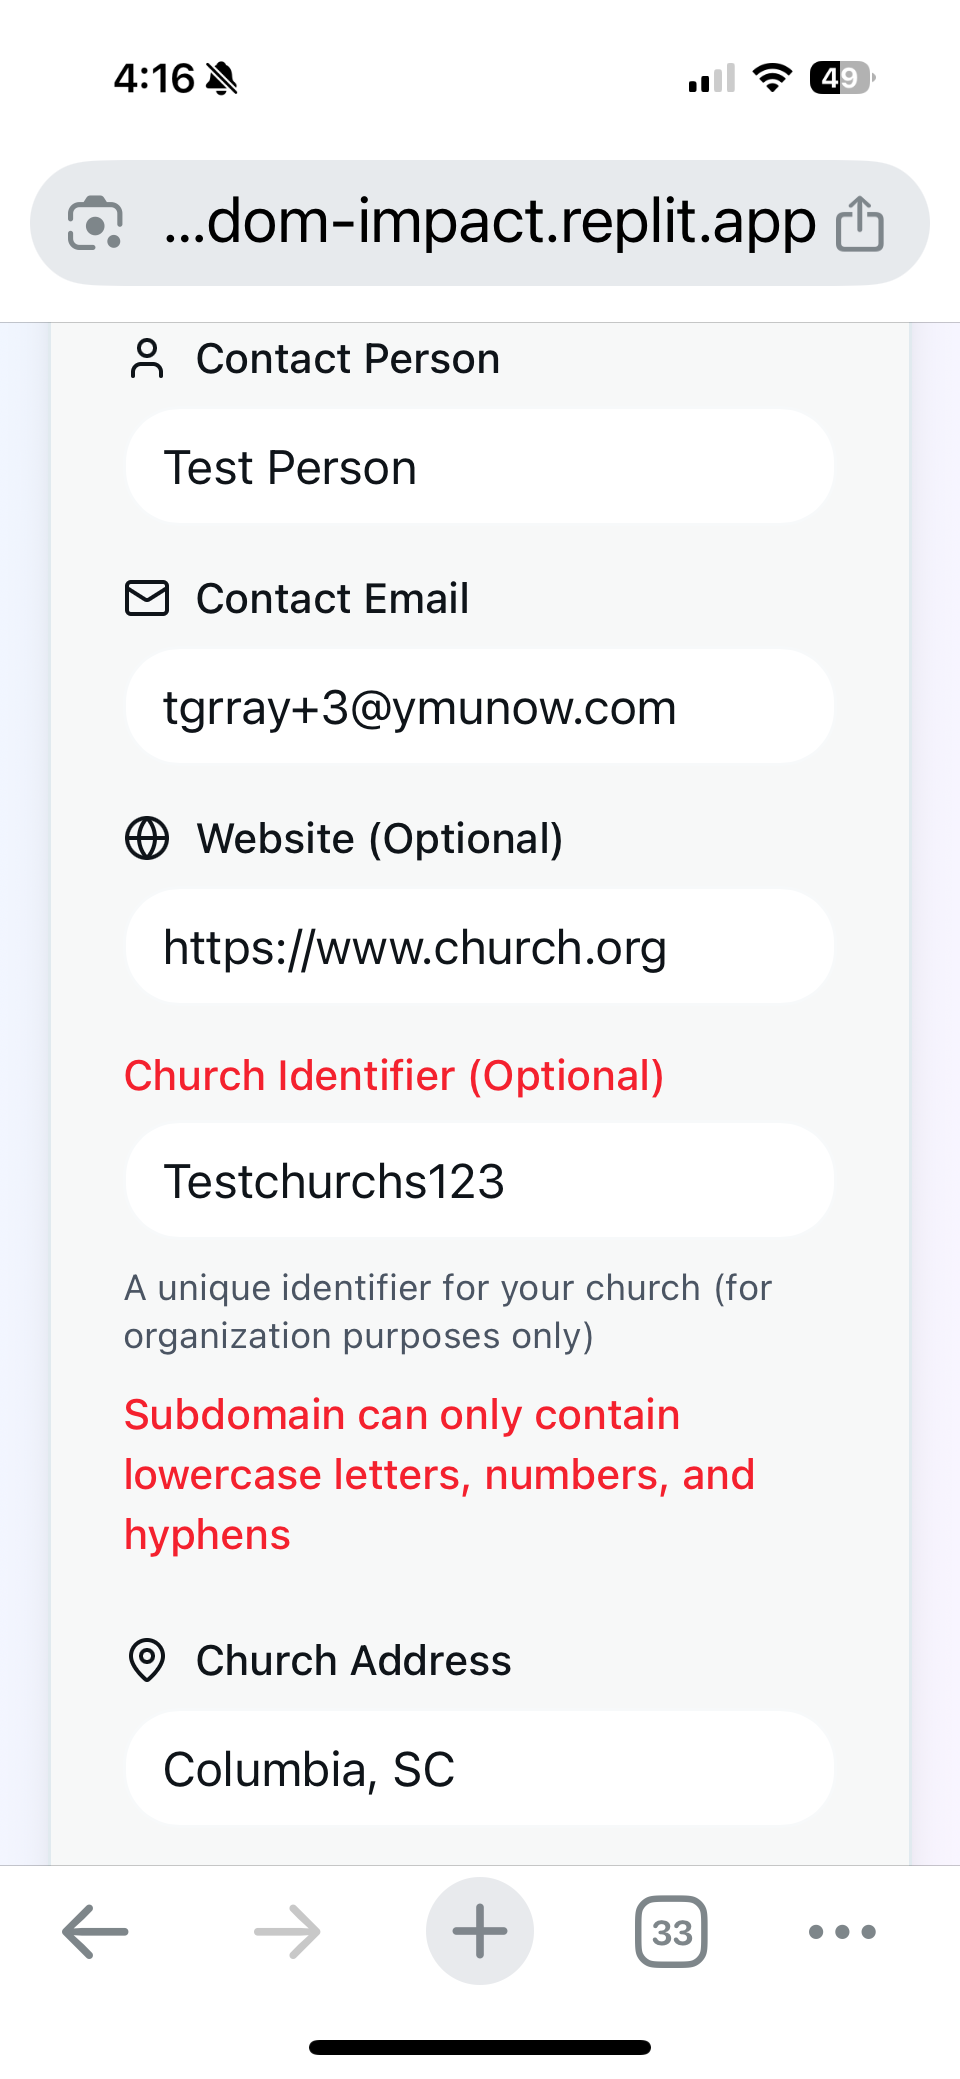 4:16
49
...dom-impact.replit.app
Contact Person
Test Person
Contact Email
tgrray+3@ymunow.com
Website (Optional)
https://www.church.org
Church Identifier (Optional)
Testchurchs123
A unique identifier for your church (for
organization purposes only)
Subdomain can only contain
lowercase letters, numbers, and
hyphens
Church Address
Columbia, SC
33